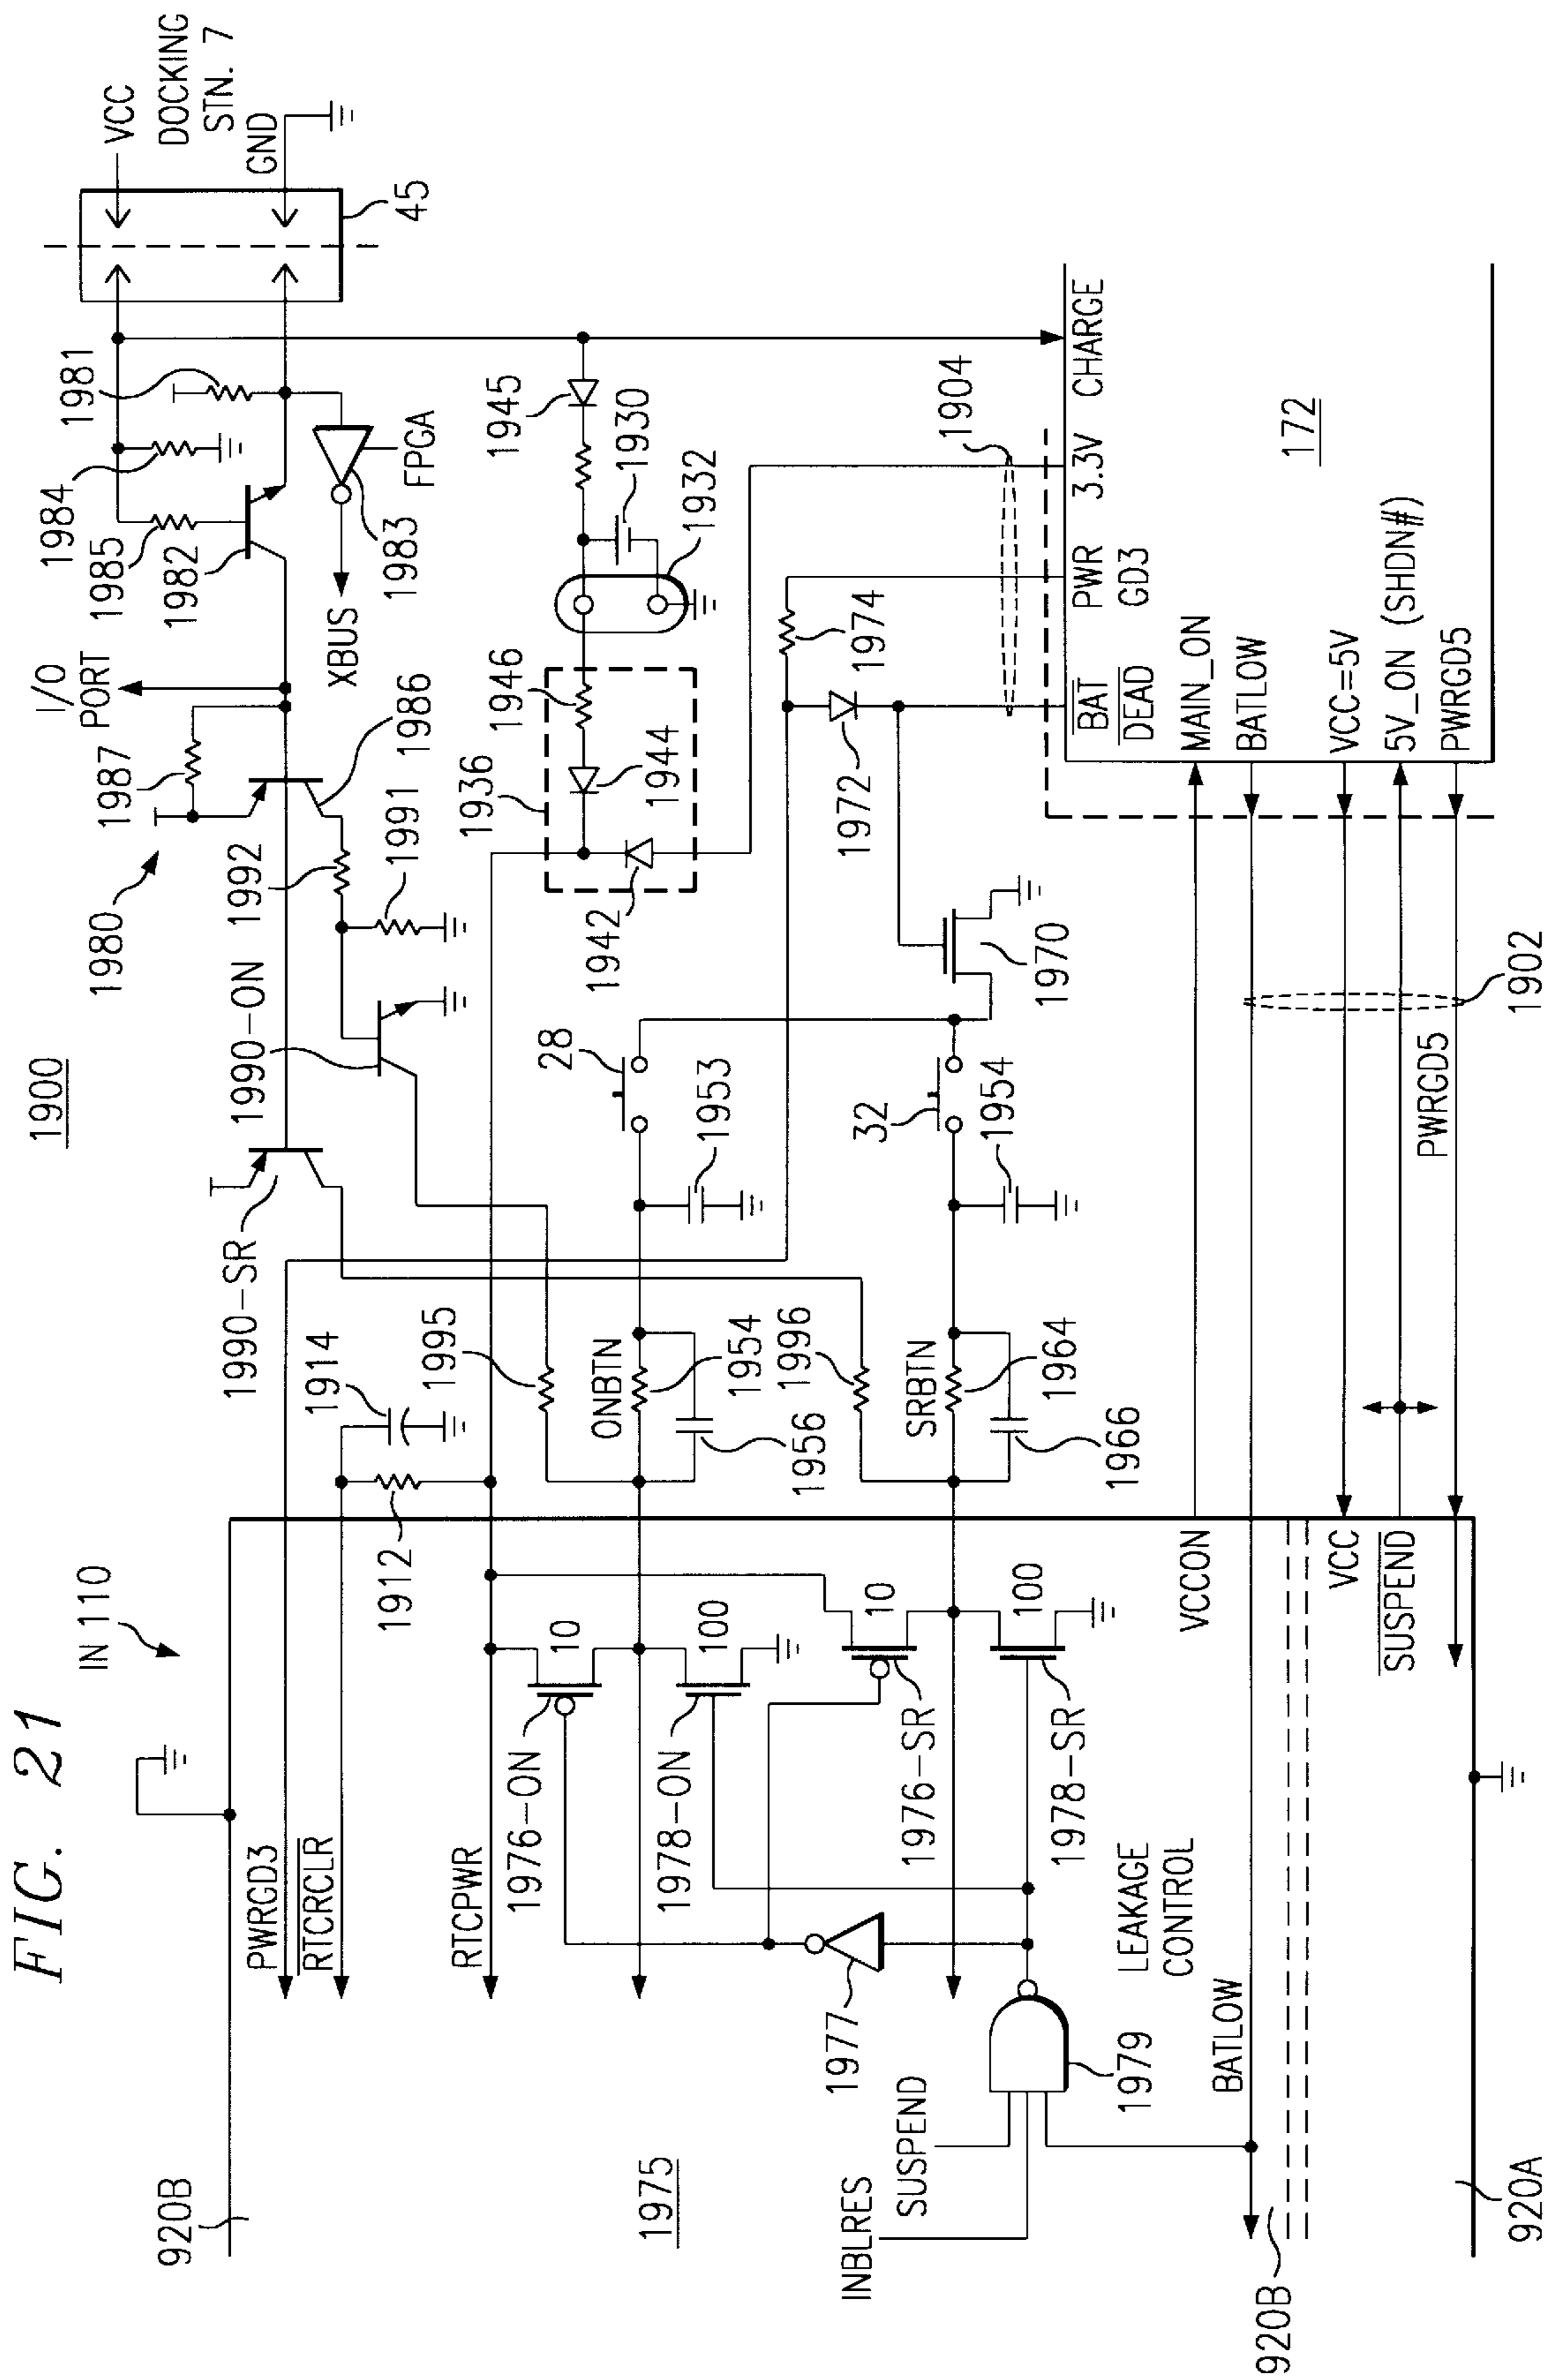 FIG. 21
1900
IN 110
920B
PWRGD3
RTCRCLR
RTCPWR
1975
1976-ON
10
1978-ON
100
1976-SR
10
1978-SR
100
1977
1979
LEAKAGE
CONTROL
SUSPEND
INBLRES
BATLOW
920B
920A
VCCON
VCC
SUSPEND
1912
1914
1990-SR
1995
ONBTN
1954
1956
1996
SRBTN
1964
1966
1990-ON
1980
1992
1991
1987
1986
I/O
PORT
1982
1985
1984
1981
XBUS
1983
FPGA
VCC
DOCKING
STN. 7
GND
45
28
1953
32
1954
1936
1946
1944
1942
1945
1930
1932
1972
1974
1970
1904
BAT
DEAD
PWR
GD3
3.3V
CHARGE
172
MAIN_ON
BATLOW
VCC=5V
5V_ON (SHDN#)
PWRGD5
PWRGD5
1902